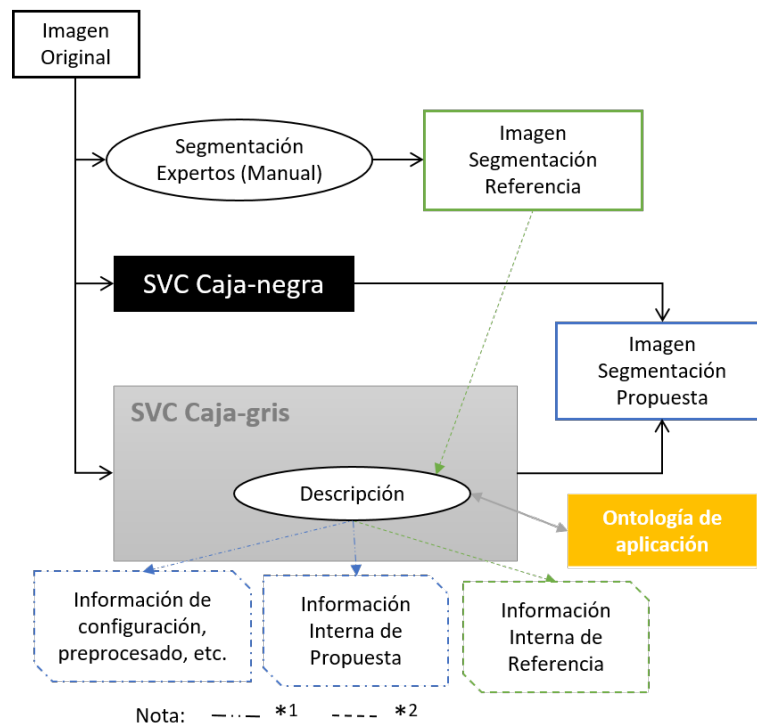 Imagen
Original
Segmentación
Expertos (Manual)
Imagen
Segmentación
Referencia
SVC Caja-negra
Imagen
Segmentación
Propuesta
SVC Caja-gris
Descripción
Ontología de
aplicación
Información de
configuración,
preprocesado, etc.
Información
Interna de
Propuesta
Información
Interna de
Referencia
Nota: *1 *2